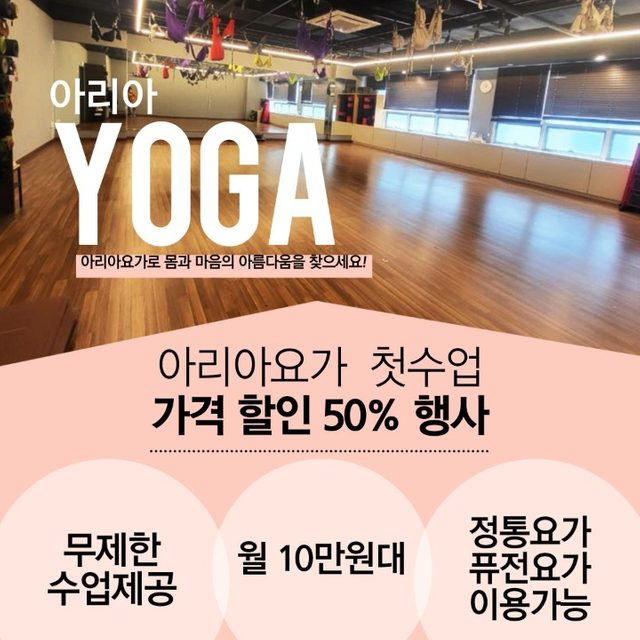 아리아
YOGA
아리아요가로 몸과 마음의 아름다움을 찾으세요!
아리아요가 첫수업
가격 할인 50% 행사
무제한
수업제공
월 10만원대
정통요가
퓨전요가
이용가능